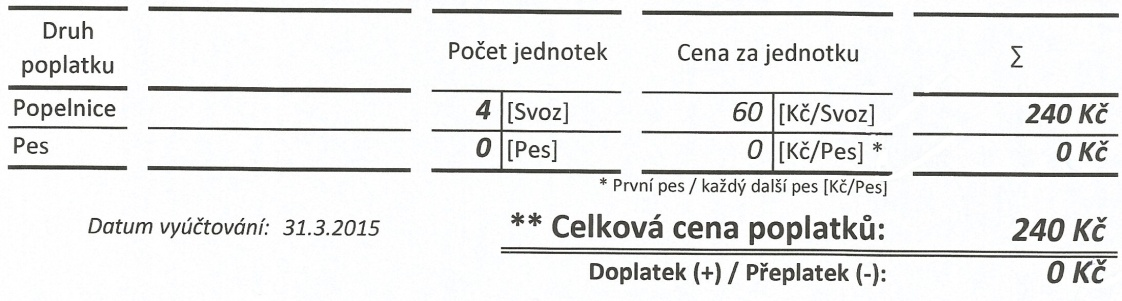 Druh poplatku Počet jednotek Cena za jednotku ∑
Popelnice 4 [Svoz] 60 [Kč/Svoz] 240 Kč
Pes 0 [Pes] 0 [Kč/Pes] * 0 Kč
* První pes / každý další pes [Kč/Pes]
Datum vyúčtování: 31.3.2015 ** Celková cena poplatků: 240 Kč
Doplatek (+) / Přeplatek (-): 0 Kč